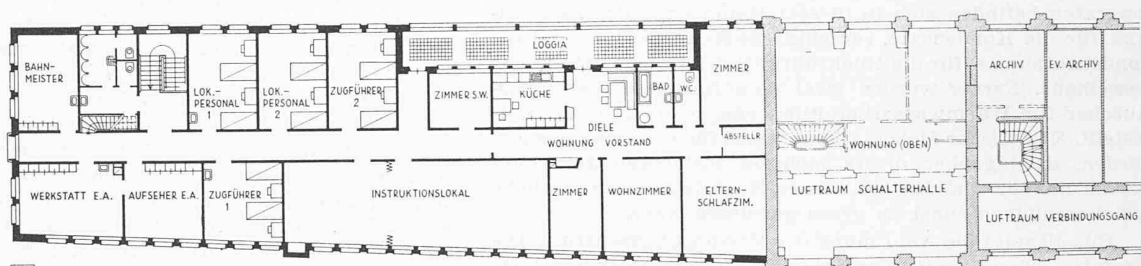 BAHN-
MEISTER
LOK.-
PERSONAL
1
LOK.-
PERSONAL
2
ZUGFÜHRER
2
ZIMMER S.W.
LOGGIA
KÜCHE
BAD
WC.
ZIMMER
ARCHIV
EV. ARCHIV
DIELE
WOHNUNG VORSTAND
ABSTELLR.
WOHNUNG (OBEN)
WERKSTATT E.A.
AUFSEHER E.A.
ZUGFÜHRER
1
INSTRUKTIONSLOKAL
ZIMMER
WOHNZIMMER
ELTERN-
SCHLAFZIM.
LUFTRAUM SCHALTERHALLE
LUFTRAUM VERBINDUNGSGANG